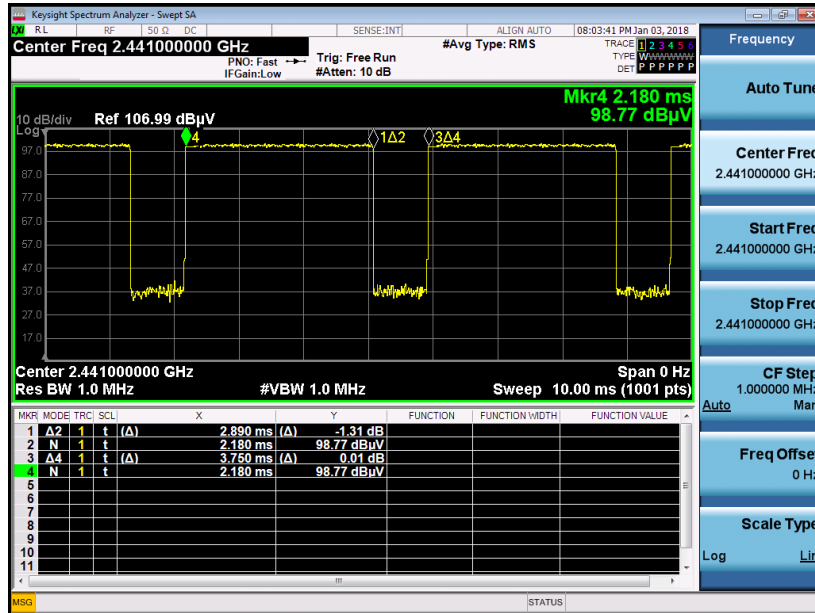 Keysight Spectrum Analyzer - Swept SA
LXI RL RF 50 Ω DC SENSE:INT ALIGN AUTO 08:03:41 PM Jan 03, 2018
Center Freq 2.441000000 GHz
PNO: Fast
IFGain:Low
Trig: Free Run
#Atten: 10 dB
#Avg Type: RMS
TRACE 1 2 3 4 5 6
TYPE WWWWWW
DET P P P P P P
Mkr4 2.180 ms
98.77 dBµV
10 dB/div Ref 106.99 dBµV
Log
4
1Δ2
3Δ4
97.0
87.0
77.0
67.0
57.0
47.0
37.0
27.0
17.0
Center 2.441000000 GHz Span 0 Hz
Res BW 1.0 MHz #VBW 1.0 MHz Sweep 10.00 ms (1001 pts)
MKR MODE TRC SCL X Y FUNCTION FUNCTION WIDTH FUNCTION VALUE
1 Δ2 1 t (Δ) 2.890 ms (Δ) -1.31 dB
2 N 1 t 2.180 ms 98.77 dBµV
3 Δ4 1 t (Δ) 3.750 ms (Δ) 0.01 dB
4 N 1 t 2.180 ms 98.77 dBµV
5
6
7
8
9
10
11
MSG STATUS
Frequency
Auto Tune
Center Freq
2.441000000 GHz
Start Freq
2.441000000 GHz
Stop Freq
2.441000000 GHz
CF Step
1.000000 MHz
Auto Man
Freq Offset
0 Hz
Scale Type
Log Lin